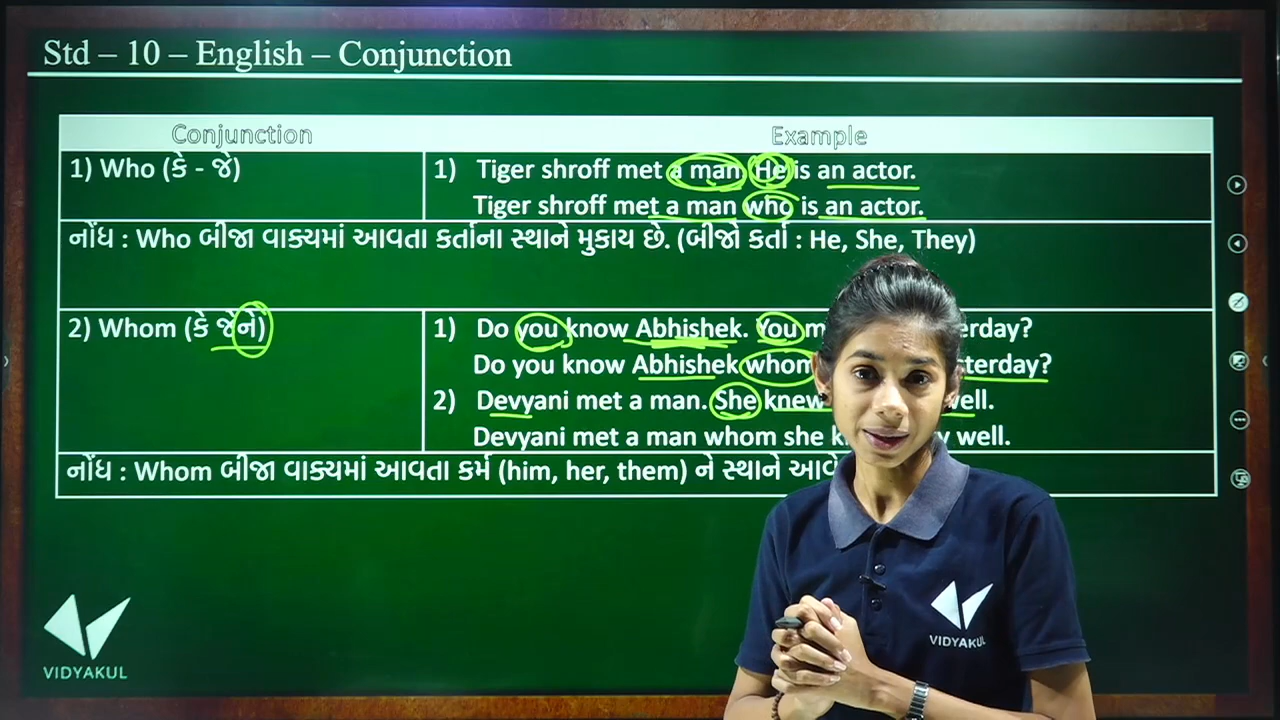 Std – 10 – English – Conjunction
Conjunction
Example
1) Who (કે - જે)
1) Tiger shroff met a man. He is an actor.
Tiger shroff met a man who is an actor.
નોંધ : Who બીજા વાક્યમાં આવતા કર્તાના સ્થાને મુકાય છે. (બીજો કર્તા : He, She, They)
2) Whom (કે જેને)
1) Do you know Abhishek. You
Do you know Abhishek whom
2) Devyani met a man. She knew well.
Devyani met a man whom she well.
નોંધ : Whom બીજા વાક્યમાં આવતા કર્મ (him, her, them) ને સ્થાને
VIDYAKUL
VIDYAKUL